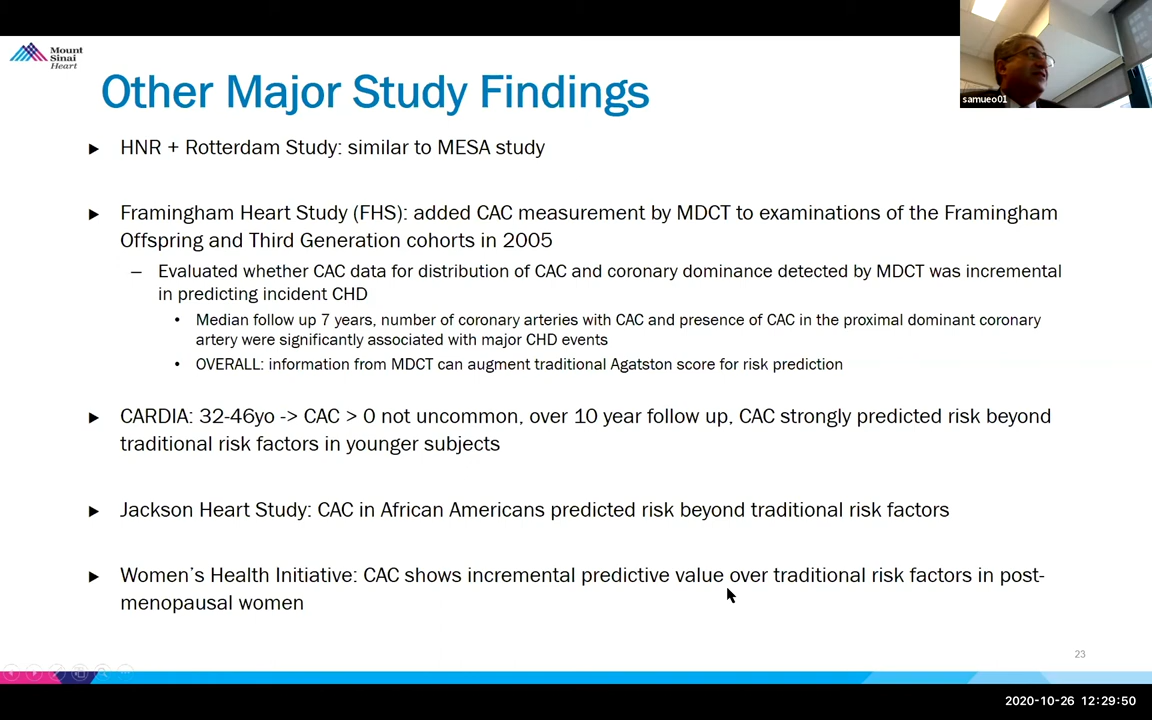 Mount
Sinai
Heart
samueo01
Other Major Study Findings
HNR + Rotterdam Study: similar to MESA study
Framingham Heart Study (FHS): added CAC measurement by MDCT to examinations of the Framingham
Offspring and Third Generation cohorts in 2005
– Evaluated whether CAC data for distribution of CAC and coronary dominance detected by MDCT was incremental
in predicting incident CHD
• Median follow up 7 years, number of coronary arteries with CAC and presence of CAC in the proximal dominant coronary
artery were significantly associated with major CHD events
• OVERALL: information from MDCT can augment traditional Agatston score for risk prediction
CARDIA: 32-46yo -> CAC > 0 not uncommon, over 10 year follow up, CAC strongly predicted risk beyond
traditional risk factors in younger subjects
Jackson Heart Study: CAC in African Americans predicted risk beyond traditional risk factors
Women’s Health Initiative: CAC shows incremental predictive value over traditional risk factors in post-
menopausal women
23
2020-10-26 12:29:50